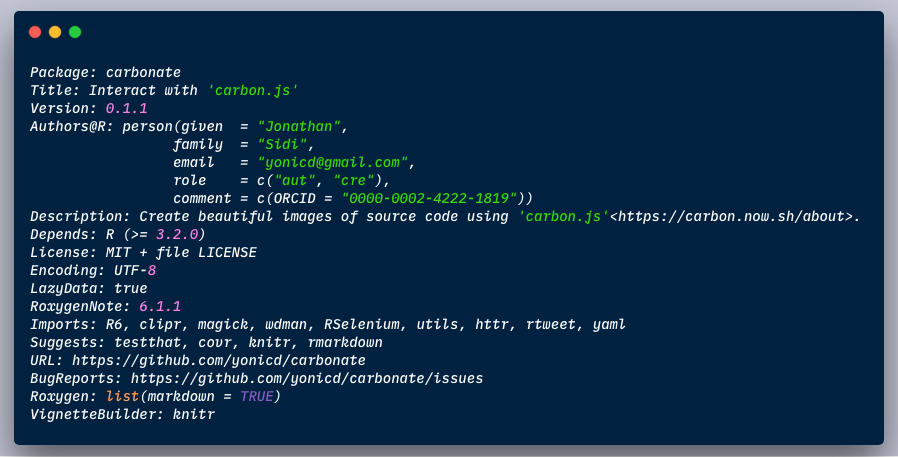 Package: carbonate
Title: Interact with 'carbon.js'
Version: 0.1.1
Authors@R: person(given  = "Jonathan",
                 family  = "Sidi",
                 email   = "yonicd@gmail.com",
                 role    = c("aut", "cre"),
                 comment = c(ORCID = "0000-0002-4222-1819"))
Description: Create beautiful images of source code using 'carbon.js'<https://carbon.now.sh/about>.
Depends: R (>= 3.2.0)
License: MIT + file LICENSE
Encoding: UTF-8
LazyData: true
RoxygenNote: 6.1.1
Imports: R6, clipr, magick, wdman, RSelenium, utils, httr, rtweet, yaml
Suggests: testthat, covr, knitr, rmarkdown
URL: https://github.com/yonicd/carbonate
BugReports: https://github.com/yonicd/carbonate/issues
Roxygen: list(markdown = TRUE)
VignetteBuilder: knitr